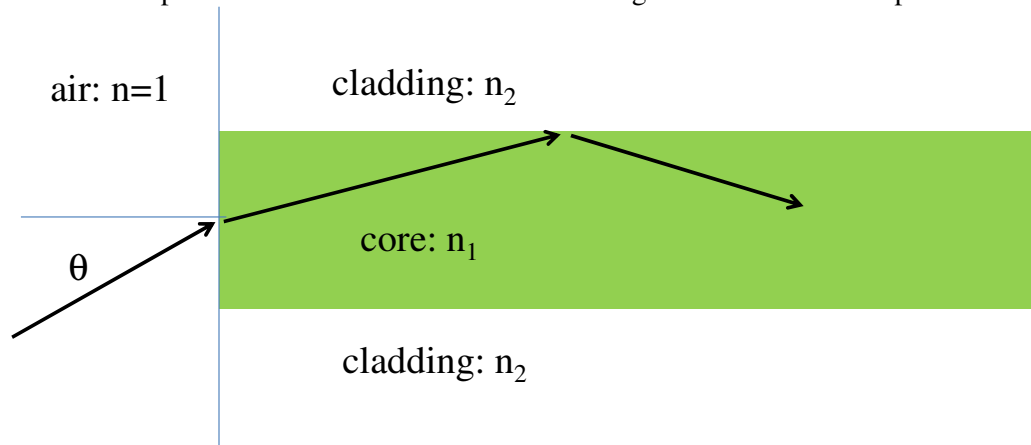 air: n=1
cladding: n₂
θ
core: n₁
cladding: n₂